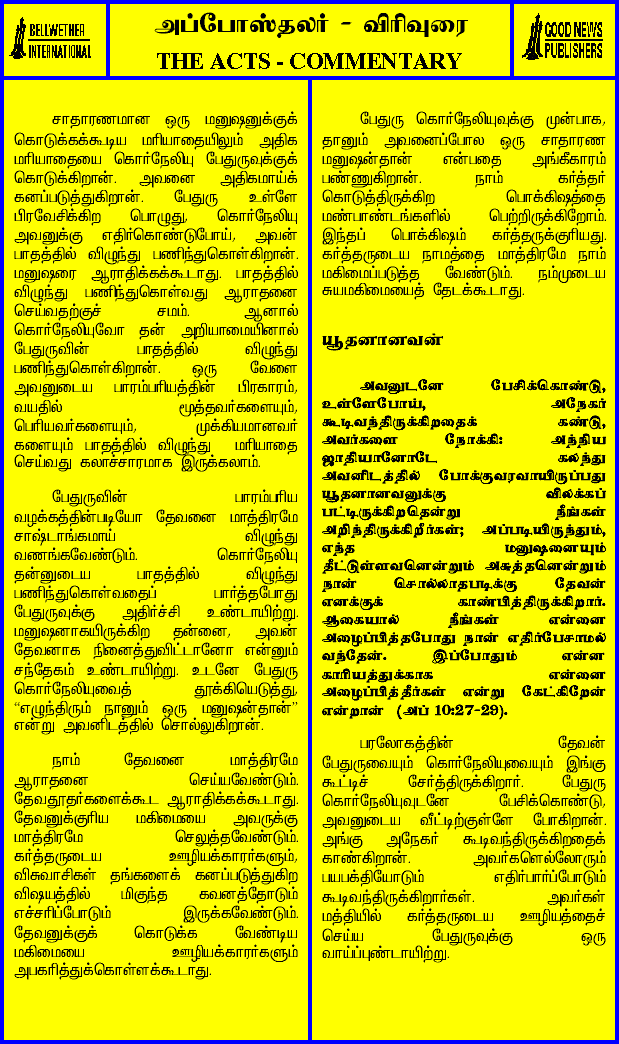 BELLWETHER
INTERNATIONAL
அப்போஸ்தலர் - விரிவுரை
THE ACTS - COMMENTARY
GOOD NEWS
PUBLISHERS
சாதாரணமான ஒரு மனுஷனுக்குக்
கொடுக்கக்கூடிய மரியாதையிலும் அதிக
மரியாதையை கொர்நேலியு பேதுருவுக்குக்
கொடுக்கிறான். அவனை அதிகமாய்க்
கனப்படுத்துகிறான். பேதுரு உள்ளே
பிரவேசிக்கிற பொழுது, கொர்நேலியு
அவனுக்கு எதிர்கொண்டுபோய், அவன்
பாதத்தில் விழுந்து பணிந்துகொள்கிறான்.
மனுஷரை ஆராதிக்கக்கூடாது. பாதத்தில்
விழுந்து பணிந்துகொள்வது ஆராதனை
செய்வதற்குச் சமம். ஆனால்
கொர்நேலியுவோ தன் அறியாமையினால்
பேதுருவின் பாதத்தில் விழுந்து
பணிந்துகொள்கிறான். ஒரு வேளை
அவனுடைய பாரம்பரியத்தின் பிரகாரம்,
வயதில் மூத்தவர்களையும்,
பெரியவர்களையும், முக்கியமானவர்
களையும் பாதத்தில் விழுந்து மரியாதை
செய்வது கலாச்சாரமாக இருக்கலாம்.
பேதுருவின் பாரம்பரிய
வழக்கத்தின்படியோ தேவனை மாத்திரமே
சாஷ்டாங்கமாய் விழுந்து
வணங்கவேண்டும். கொர்நேலியு
தன்னுடைய பாதத்தில் விழுந்து
பணிந்துகொள்வதைப் பார்த்தபோது
பேதுருவுக்கு அதிர்ச்சி உண்டாயிற்று.
மனுஷனாகயிருக்கிற தன்னை, அவன்
தேவனாக நினைத்துவிட்டானோ என்னும்
சந்தேகம் உண்டாயிற்று. உடனே பேதுரு
கொர்நேலியுவைத் தூக்கியெடுத்து,
“எழுந்திரும் நானும் ஒரு மனுஷன்தான்”
என்று அவனிடத்தில் சொல்லுகிறான்.
நாம் தேவனை மாத்திரமே
ஆராதனை செய்யவேண்டும்.
தேவதூதர்களைக்கூட ஆராதிக்கக்கூடாது.
தேவனுக்குரிய மகிமையை அவருக்கு
மாத்திரமே செலுத்தவேண்டும்.
கர்த்தருடைய ஊழியக்காரர்களும்,
விசுவாசிகள் தங்களைக் கனப்படுத்துகிற
விஷயத்தில் மிகுந்த கவனத்தோடும்
எச்சரிப்போடும் இருக்கவேண்டும்.
தேவனுக்குக் கொடுக்க வேண்டிய
மகிமையை ஊழியக்காரர்களும்
அபகரித்துக்கொள்ளக்கூடாது.
பேதுரு கொர்நேலியுவுக்கு முன்பாக,
தானும் அவனைப்போல ஒரு சாதாரண
மனுஷன்தான் என்பதை அங்கீகாரம்
பண்ணுகிறான். நாம் கர்த்தர்
கொடுத்திருக்கிற பொக்கிஷத்தை
மண்பாண்டங்களில் பெற்றிருக்கிறோம்.
இந்தப் பொக்கிஷம் கர்த்தருக்குரியது.
கர்த்தருடைய நாமத்தை மாத்திரமே நாம்
மகிமைப்படுத்த வேண்டும். நம்முடைய
சுயமகிமையைத் தேடக்கூடாது.
யூதனானவன்
அவனுடனே பேசிக்கொண்டு,
உள்ளேபோய், அநேகர்
கூடிவந்திருக்கிறதைக் கண்டு,
அவர்களை நோக்கி: அந்நிய
ஜாதியானோடே கலந்து
அவனிடத்தில் போக்குவரவாயிருப்பது
யூதனானவனுக்கு விலக்கப்
பட்டிருக்கிறதென்று நீங்கள்
அறிந்திருக்கிறீர்கள்; அப்படியிருந்தும்,
எந்த மனுஷனையும்
தீட்டுள்ளவனென்றும் அசுத்தனென்றும்
நான் சொல்லாதபடிக்கு தேவன்
எனக்குக் காண்பித்திருக்கிறார்.
ஆகையால் நீங்கள் என்னை
அழைப்பித்தபோது நான் எதிர்பேசாமல்
வந்தேன். இப்போதும் என்ன
காரியத்துக்காக என்னை
அழைப்பித்தீர்கள் என்று கேட்கிறேன்
என்றான் (அப் 10:27-29).
பரலோகத்தின் தேவன்
பேதுருவையும் கொர்நேலியுவையும் இங்கு
கூட்டிச் சேர்த்திருக்கிறார். பேதுரு
கொர்நேலியுவுடனே பேசிக்கொண்டு,
அவனுடைய வீட்டிற்குள்ளே போகிறான்.
அங்கு அநேகர் கூடிவந்திருக்கிறதைக்
காண்கிறான். அவர்களெல்லோரும்
பயபக்தியோடும் எதிர்பார்ப்போடும்
கூடிவந்திருக்கிறார்கள். அவர்கள்
மத்தியில் கர்த்தருடைய ஊழியத்தைச்
செய்ய பேதுருவுக்கு ஒரு
வாய்ப்புண்டாயிற்று.